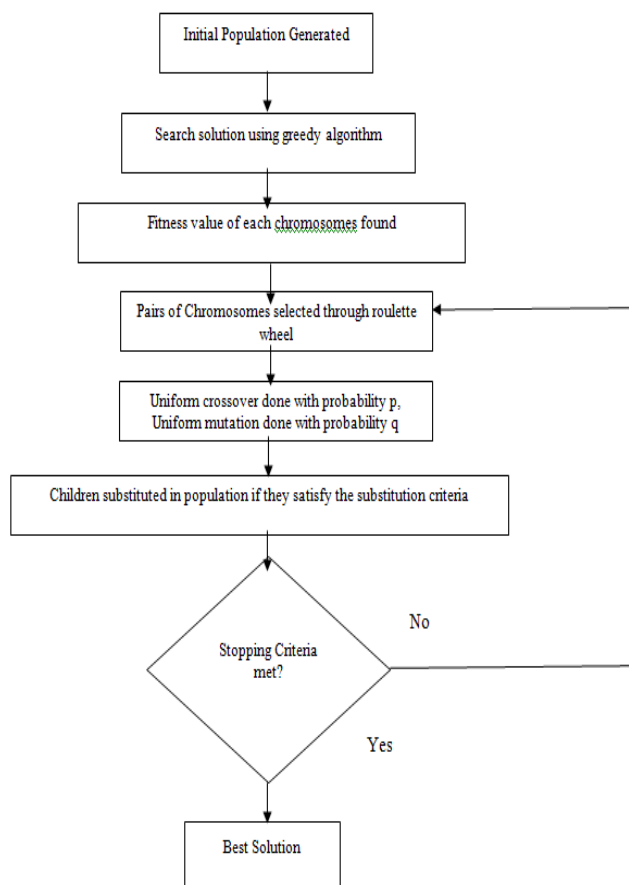 Initial Population Generated
Search solution using greedy algorithm
Fitness value of each chromosomes found
Pairs of Chromosomes selected through roulette
wheel
Uniform crossover done with probability p,
Uniform mutation done with probability q
Children substituted in population if they satisfy the substitution criteria
No
Stopping Criteria
met?
Yes
Best Solution